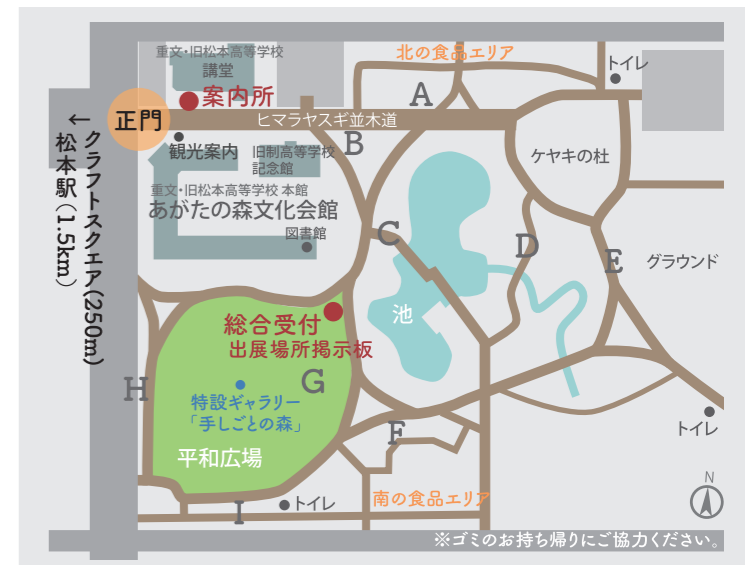 重文・旧松本高等学校
講堂
北の食品エリア
トイレ
案内所
A
正門
ヒマラヤスギ並木道
B
観光案内
旧制高等学校
記念館
ケヤキの杜
重文・旧松本高等学校 本館
あがたの森文化会館
図書館
←クラフトスクエア(250m)
松本駅(1.5km)
C
D
E
グラウンド
池
総合受付
出展場所掲示板
H
G
特設ギャラリー
「手しごとの森」
F
トイレ
平和広場
I
トイレ
南の食品エリア
N
※ゴミのお持ち帰りにご協力ください。